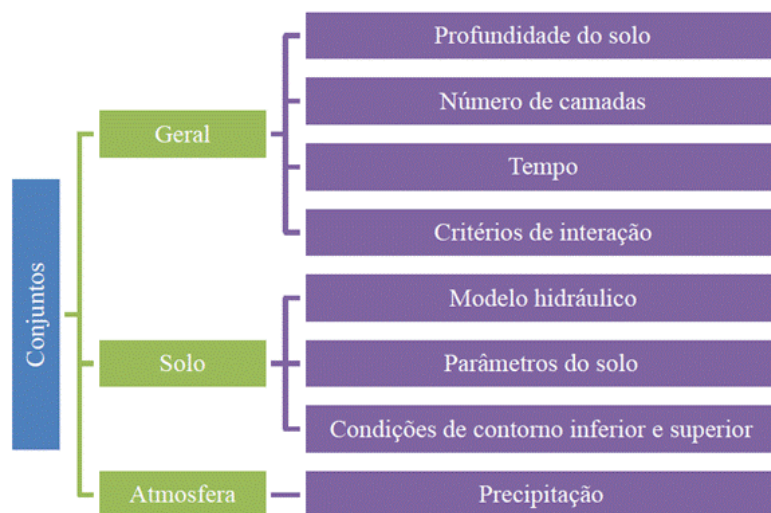 Conjuntos
Geral
Profundidade do solo
Número de camadas
Tempo
Critérios de interação
Solo
Modelo hidráulico
Parâmetros do solo
Condições de contorno inferior e superior
Atmosfera
Precipitação